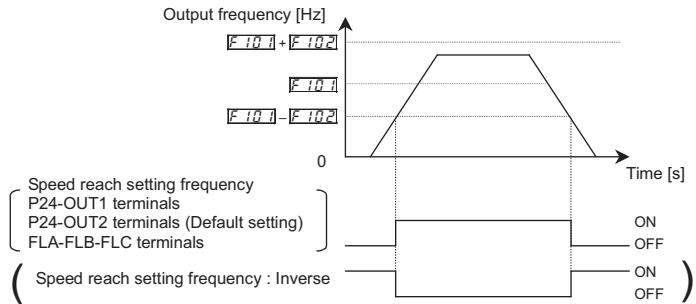 Output frequency [Hz]
F101 + F102
F101
F101 – F102
0
Time [s]
Speed reach setting frequency
P24-OUT1 terminals
P24-OUT2 terminals (Default setting)
FLA-FLB-FLC terminals
ON
OFF
( Speed reach setting frequency : Inverse
ON
OFF )